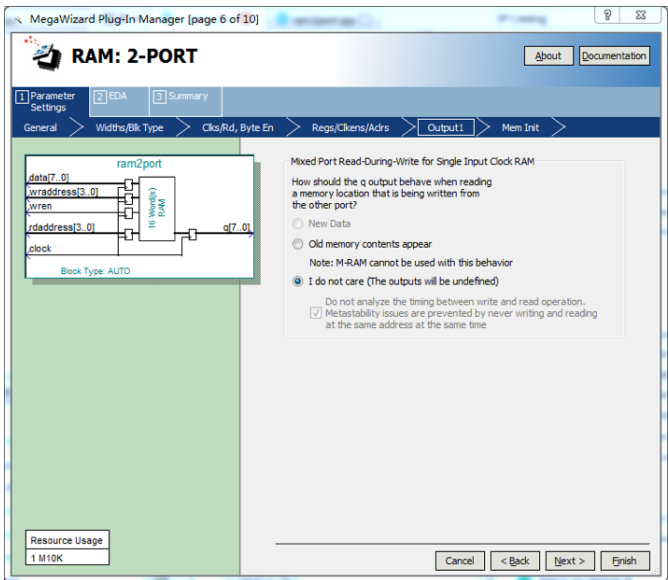 MegaWizard Plug-In Manager [page 6 of 10]
RAM: 2-PORT
About
Documentation
1 Parameter Settings
2 EDA
3 Summary
General
Widths/Blk Type
Clks/Rd, Byte En
Regs/Clkens/Adrs
Output1
Mem Init
ram2port
data[7..0]
wraddress[3..0]
wren
rdaddress[3..0]
clock
16 Word(s)
RAM
q[7..0]
Block Type: AUTO
Mixed Port Read-During-Write for Single Input Clock RAM
How should the q output behave when reading
a memory location that is being written from
the other port?
New Data
Old memory contents appear
Note: M-RAM cannot be used with this behavior
I do not care (The outputs will be undefined)
Do not analyze the timing between write and read operation.
Metastability issues are prevented by never writing and reading
at the same address at the same time
Resource Usage
1 M10K
Cancel
< Back
Next >
Finish